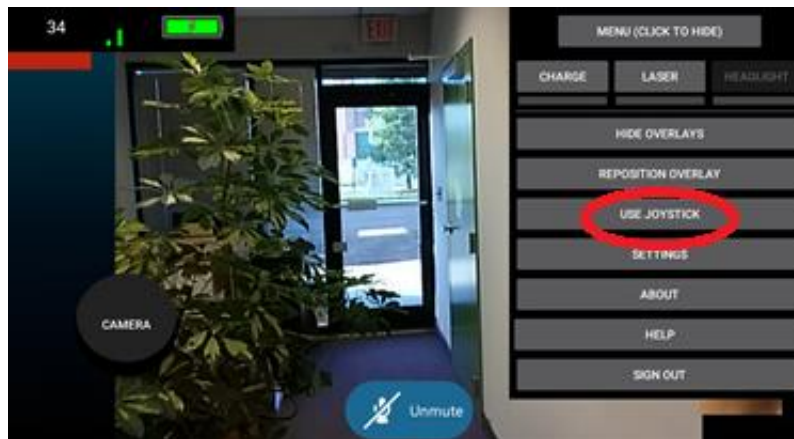 34
EXIT
MENU (CLICK TO HIDE)
CHARGE LASER HEADLIGHT
HIDE OVERLAYS
REPOSITION OVERLAY
USE JOYSTICK
SETTINGS
ABOUT
CAMERA
HELP
SIGN OUT
Unmute